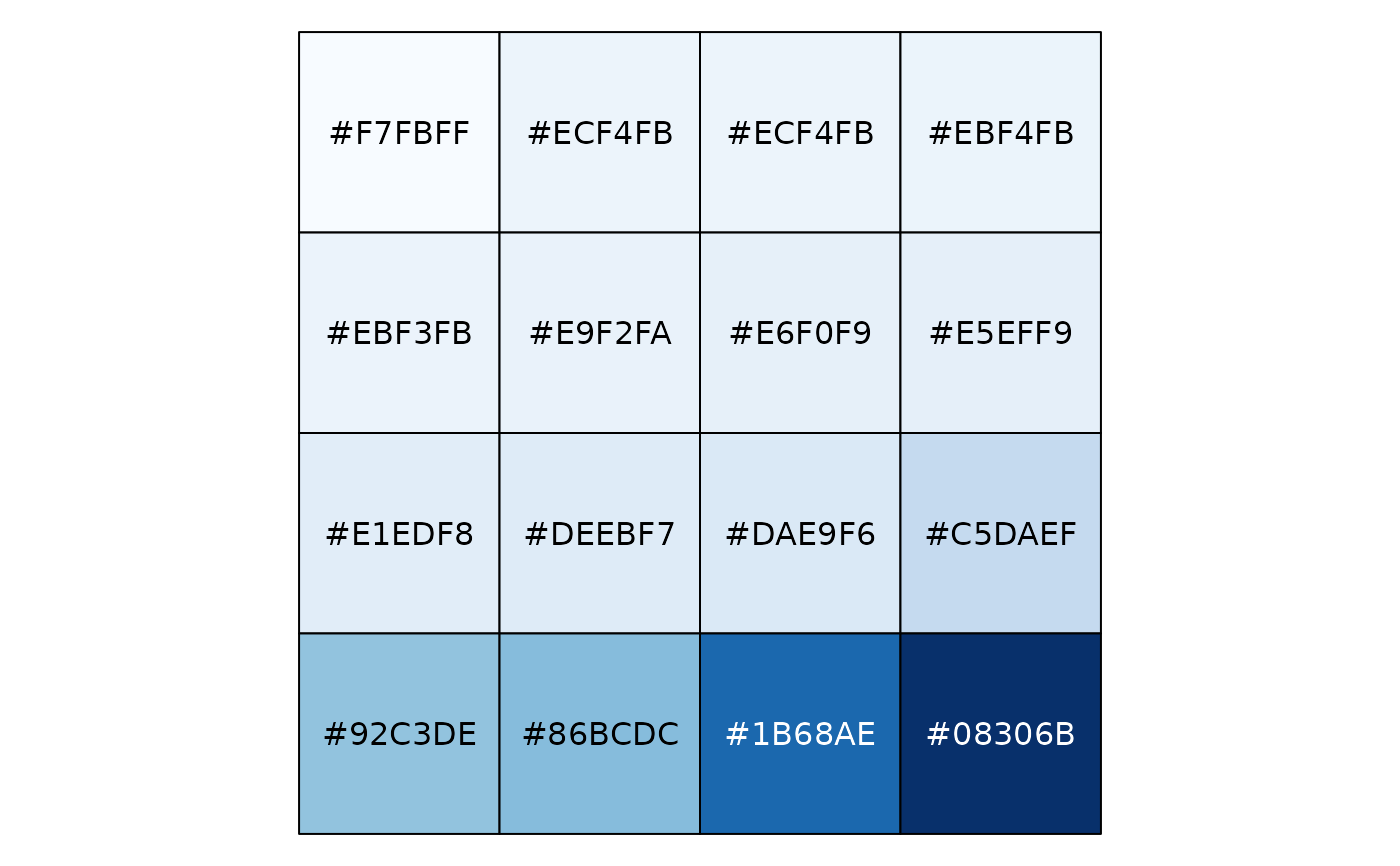 #F7FBFF #ECF4FB #ECF4FB #EBF4FB
#EBF3FB #E9F2FA #E6F0F9 #E5EFF9
#E1EDF8 #DEEBF7 #DAE9F6 #C5DAEF
#92C3DE #86BCDC #1B68AE #08306B